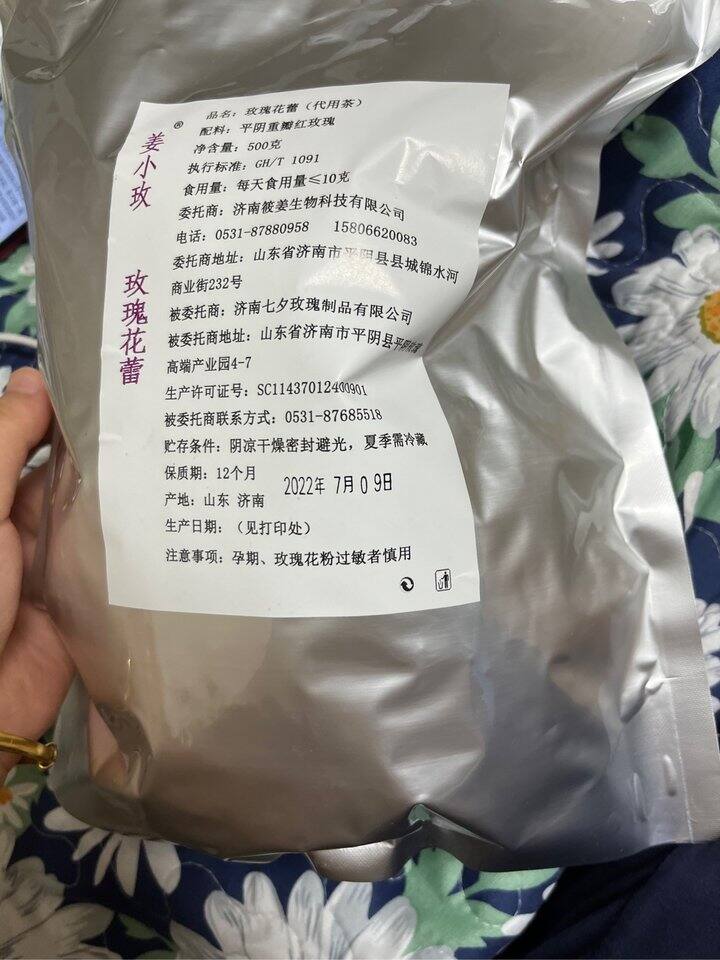 姜小玫®
玫瑰花蕾
品名：玫瑰花蕾（代用茶）
配料：平阴重瓣红玫瑰
净含量：500克
执行标准：GH/T 1091
食用量：每天食用量≤10克
委托商：济南筱姜生物科技有限公司
电话：0531-87880958 15806620083
委托商地址：山东省济南市平阴县县城锦水河
商业街232号
被委托商：济南七夕玫瑰制品有限公司
被委托商地址：山东省济南市平阴县平阴
高端产业园4-7
生产许可证号：SC11437012400901
被委托商联系方式：0531-87685518
贮存条件：阴凉干燥密封避光，夏季需冷藏
保质期：12个月
2022年 7月 0 9日
产地：山东 济南
生产日期：（见打印处）
注意事项：孕期、玫瑰花粉过敏者慎用